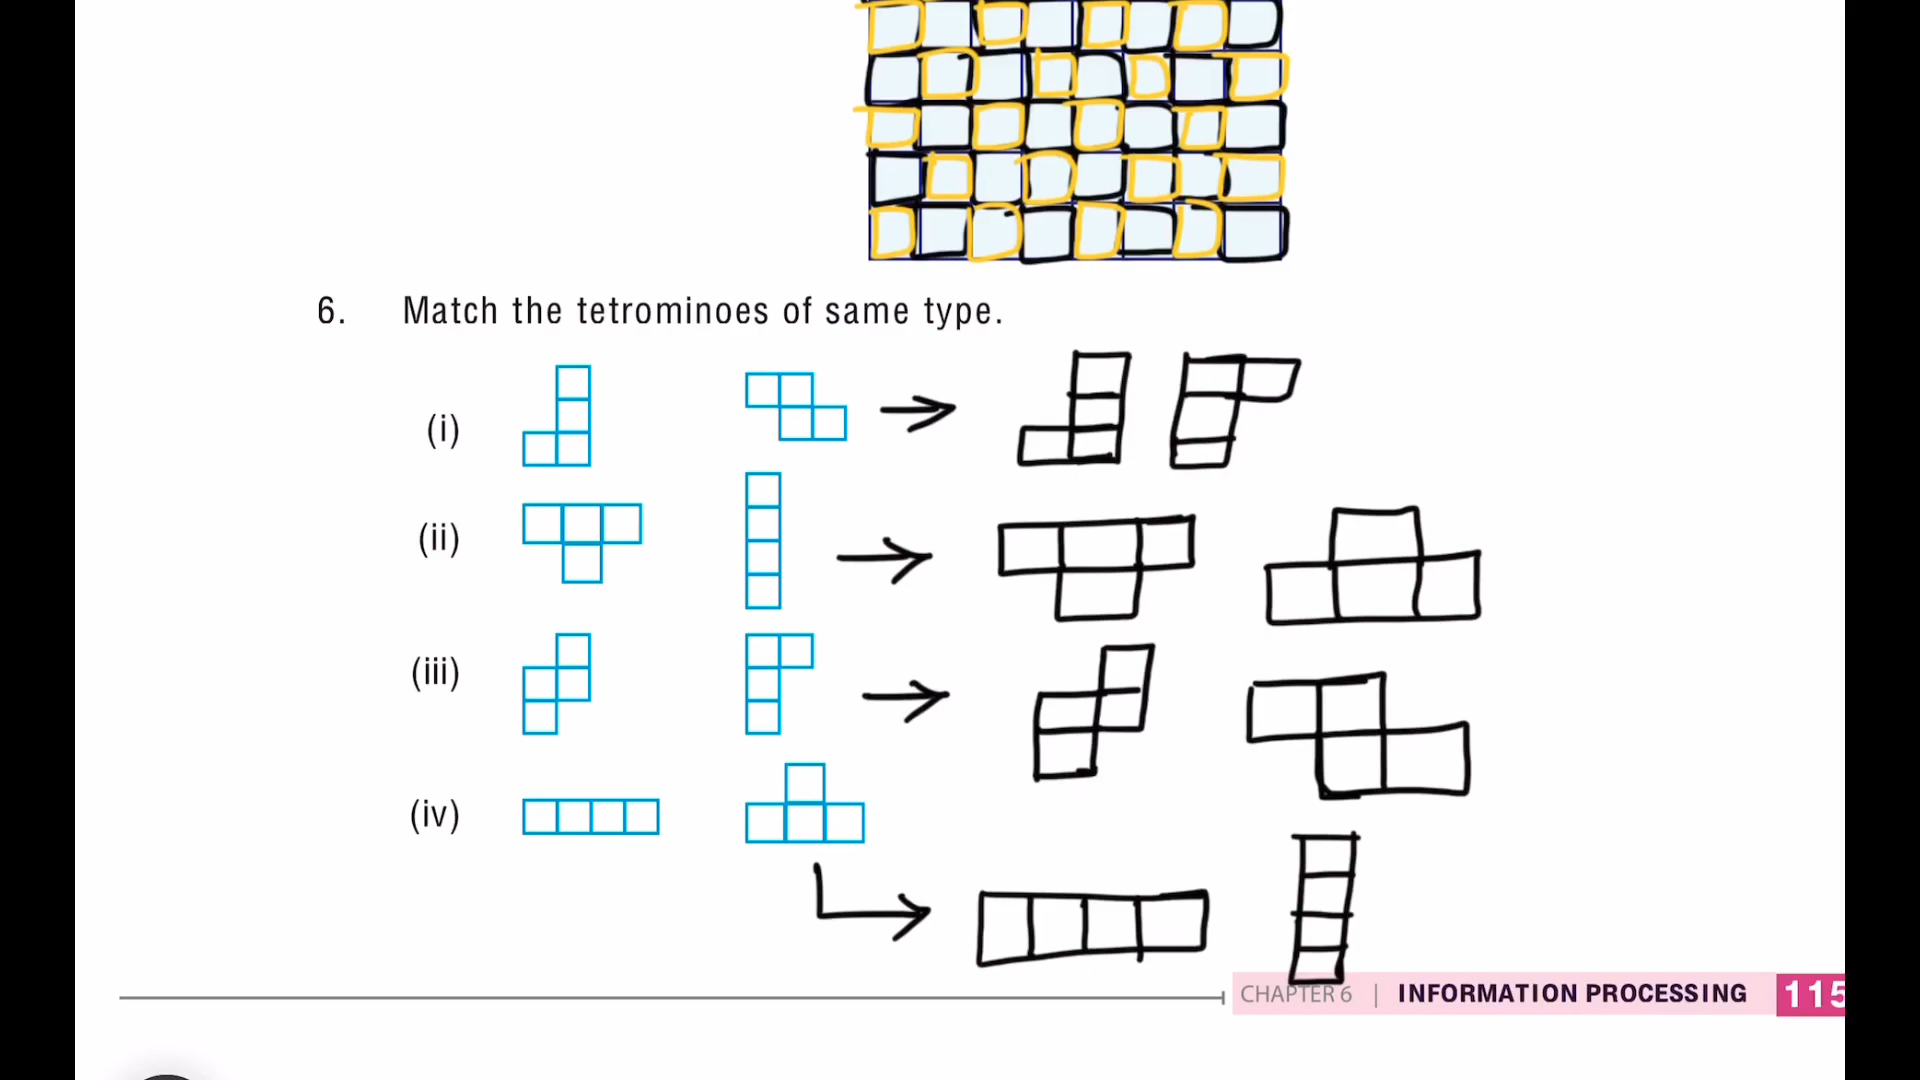 6. Match the tetrominoes of same type.
(i)
(ii)
(iii)
(iv)
CHAPTER 6 | INFORMATION PROCESSING 115